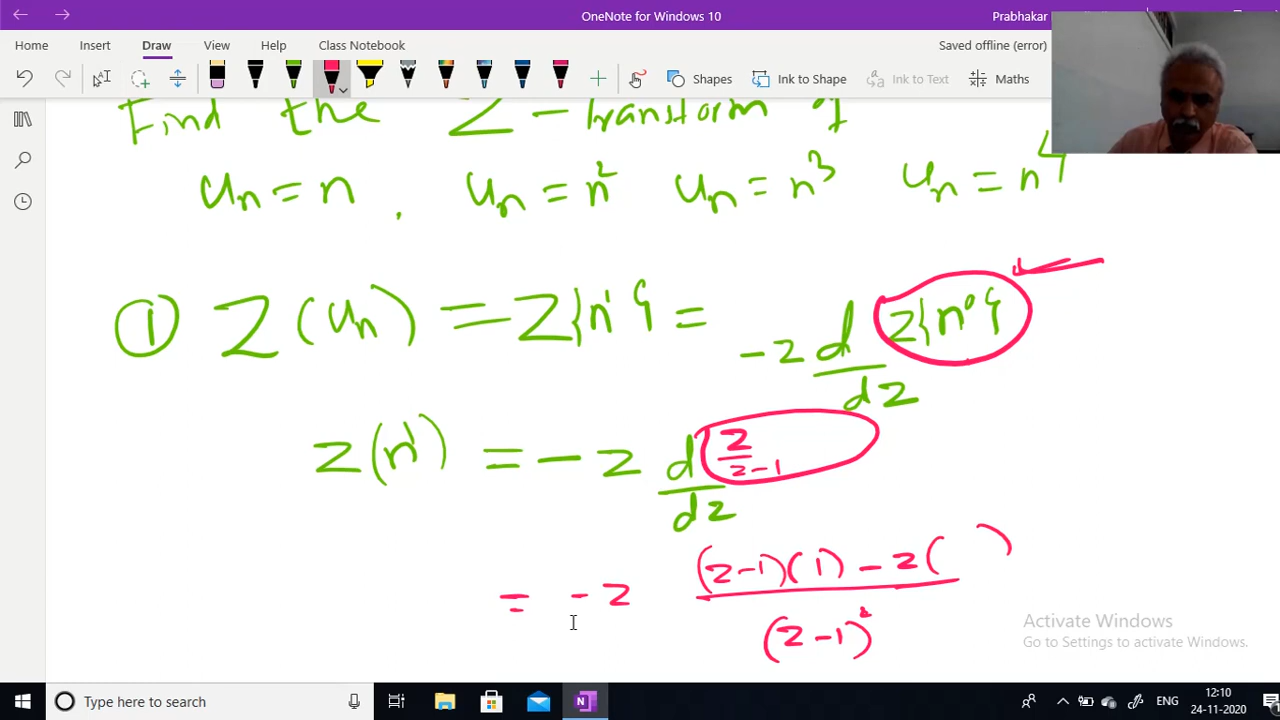 OneNote for Windows 10
Prabhakar
Home Insert Draw View Help Class Notebook Saved offline (error)
Shapes Ink to Shape Ink to Text Maths
Find the Z-transform of
uₙ = n . uₙ = n² uₙ = n³ uₙ = n⁴
① Z(uₙ) = Z{n¹} = -z d/dz z{n⁰}
z(n¹) = -z d/dz z/z-1
= -z (z-1)(1) - z( ) / (z-1)²
Activate Windows
Go to Settings to activate Windows.
Type here to search
ENG
12:10
24-11-2020